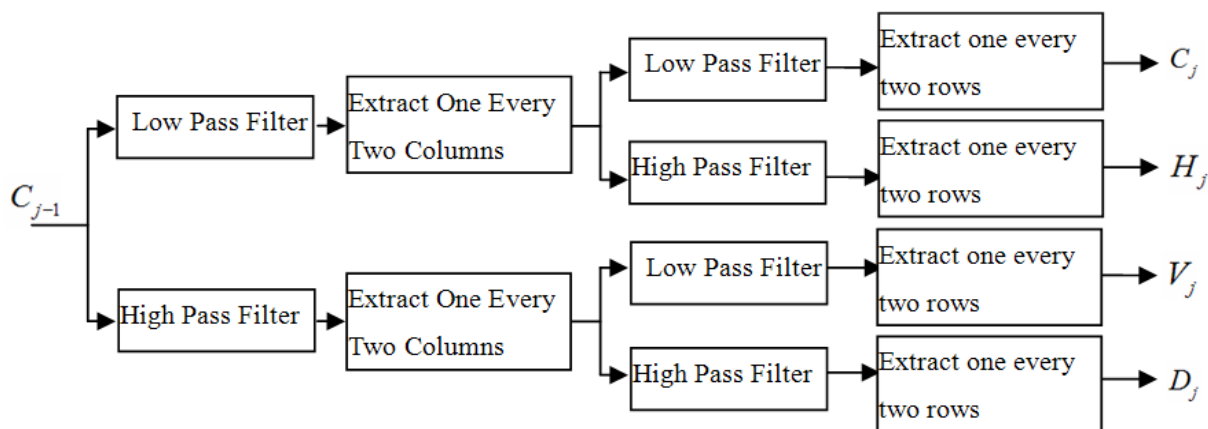 Extract one every
two rows
C_j
Low Pass Filter
Low Pass Filter
Extract One Every
Two Columns
High Pass Filter
Extract one every
two rows
H_j
C_{j-1}
Low Pass Filter
Extract one every
two rows
V_j
High Pass Filter
Extract One Every
Two Columns
High Pass Filter
Extract one every
two rows
D_j